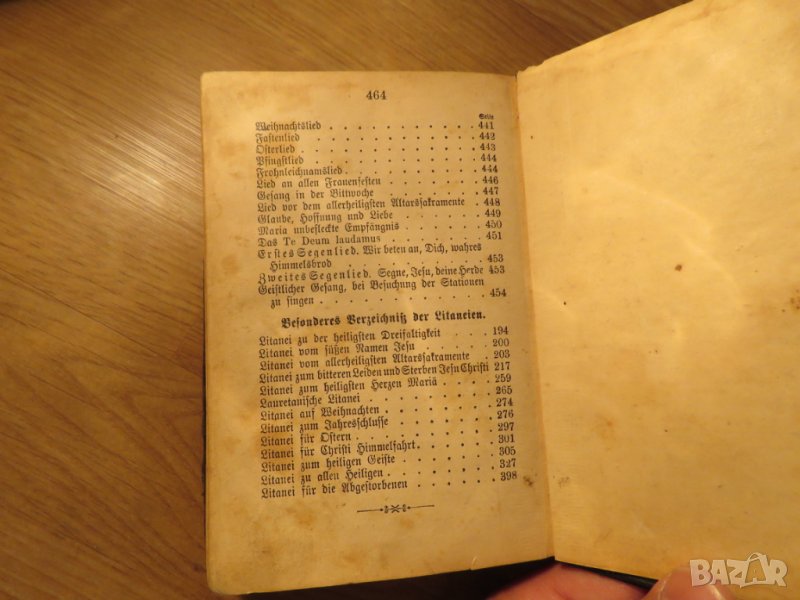 464
Seite
Weihnachtslied . . . . . . . . . . . 441
Fastenlied . . . . . . . . . . . . 442
Osterlied . . . . . . . . . . . . 443
Pfingstlied . . . . . . . . . . . 444
Frohnleichnamslied . . . . . . . . . 444
Lied an allen Frauenfesten . . . . . . 446
Gesang in der Bittwoche . . . . . . . 447
Lied vor dem allerheiligsten Altarssakramente . 448
Glaube, Hoffnung und Liebe . . . . . . 449
Maria unbefleckte Empfängnis . . . . . 450
Das Te Deum laudamus . . . . . . . 451
Erstes Segenlied. Wir beten an, Dich, wahres
Himmelsbrod . . . . . . . . . . 453
Zweites Segenlied. Segne, Jesu, deine Herde 453
Geistlicher Gesang, bei Besuchung der Stationen
zu singen . . . . . . . . . . . 454
Besonderes Verzeichniß der Litaneien.
Litanei zu der heiligsten Dreifaltigkeit . . . 194
Litanei vom süßen Namen Jesu . . . . . 200
Litanei vom allerheiligsten Altarssakramente . 203
Litanei zum bitteren Leiden und Sterben Jesu Christi 217
Litanei zum heiligsten Herzen Mariä . . . . 259
Lauretanische Litanei . . . . . . . . 265
Litanei auf Weihnachten . . . . . . . 274
Litanei zum Jahresschlusse . . . . . . 276
Litanei für Ostern . . . . . . . . . 297
Litanei für Christi Himmelfahrt . . . . . 301
Litanei zum heiligen Geiste . . . . . . 305
Litanei zu allen Heiligen . . . . . . . 327
Litanei für die Abgestorbenen . . . . . 398
BAZAR.bg